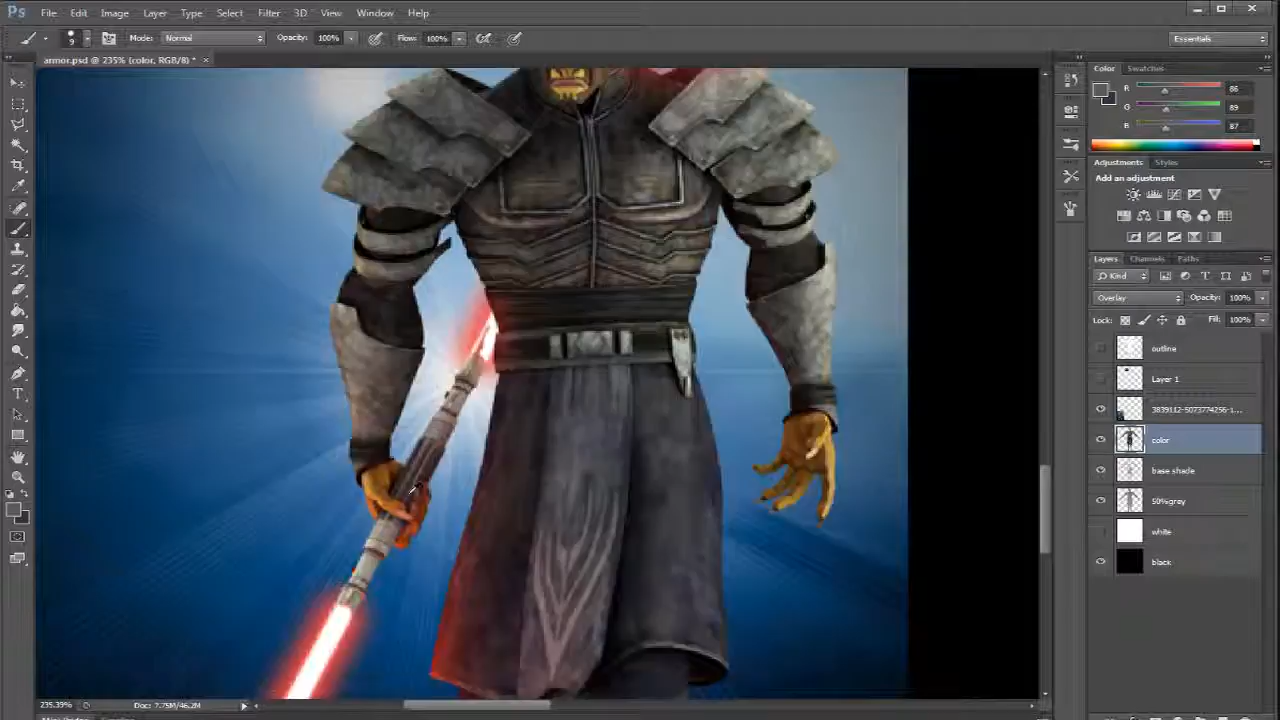 Ps File Edit Image Layer Type Select Filter 3D View Window Help
9 Mode: Normal Opacity: 100% Flow: 100% Essentials
armor.psd @ 235% (color, RGB/8) * ×
Color Swatches
R 86
G 89
B 87
Adjustments Styles
Add an adjustment
Layers Channels Paths
Kind
Overlay Opacity: 100%
Lock: Fill: 100%
outline
Layer 1
3839112-5073774256-1...
color
base shade
50%gray
white
black
235.39% Doc: 7.75M/46.2M